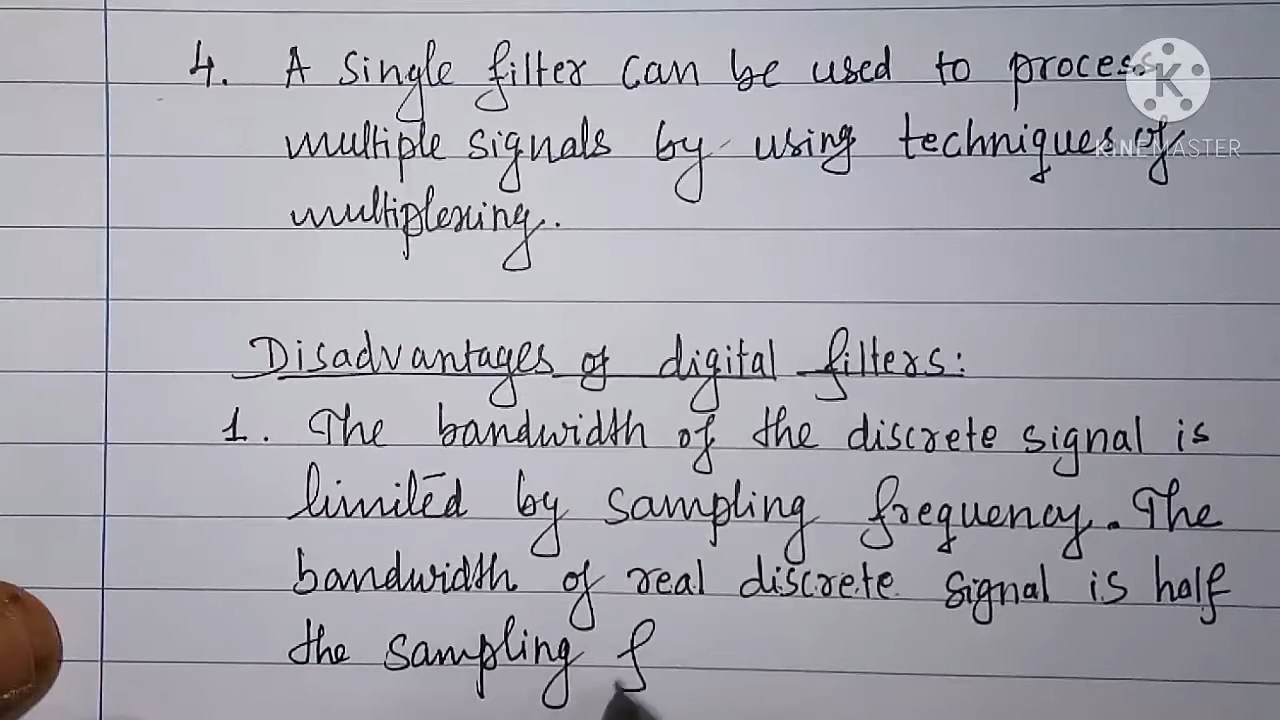 4. A single filter can be used to process
multiple signals by using techniques of
multiplexing.
Disadvantages of digital filters:
1. The bandwidth of the discrete signal is
limited by sampling frequency. The
bandwidth of real discrete signal is half
the sampling f
K
KINEMASTER